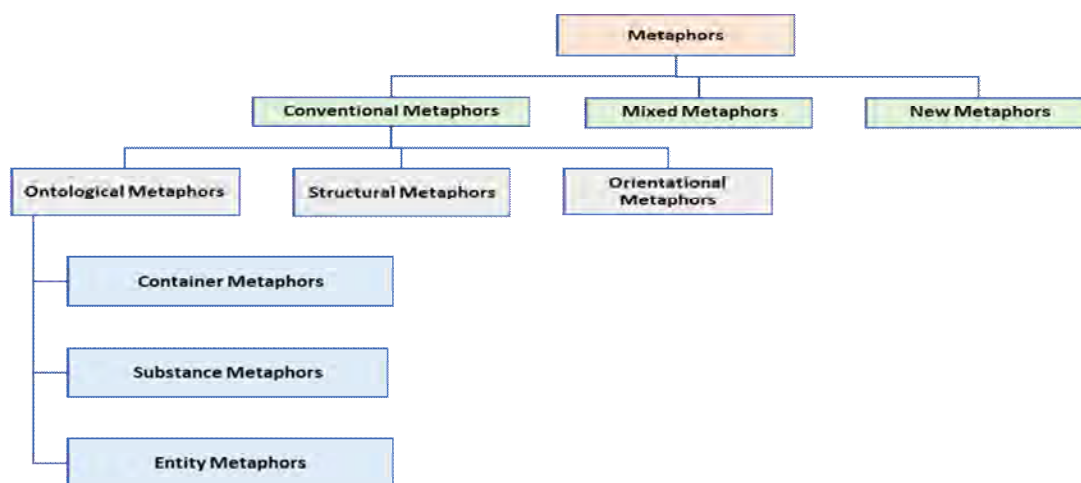 Metaphors
Conventional Metaphors
Mixed Metaphors
New Metaphors
Ontological Metaphors
Structural Metaphors
Orientational
Metaphors
Container Metaphors
Substance Metaphors
Entity Metaphors